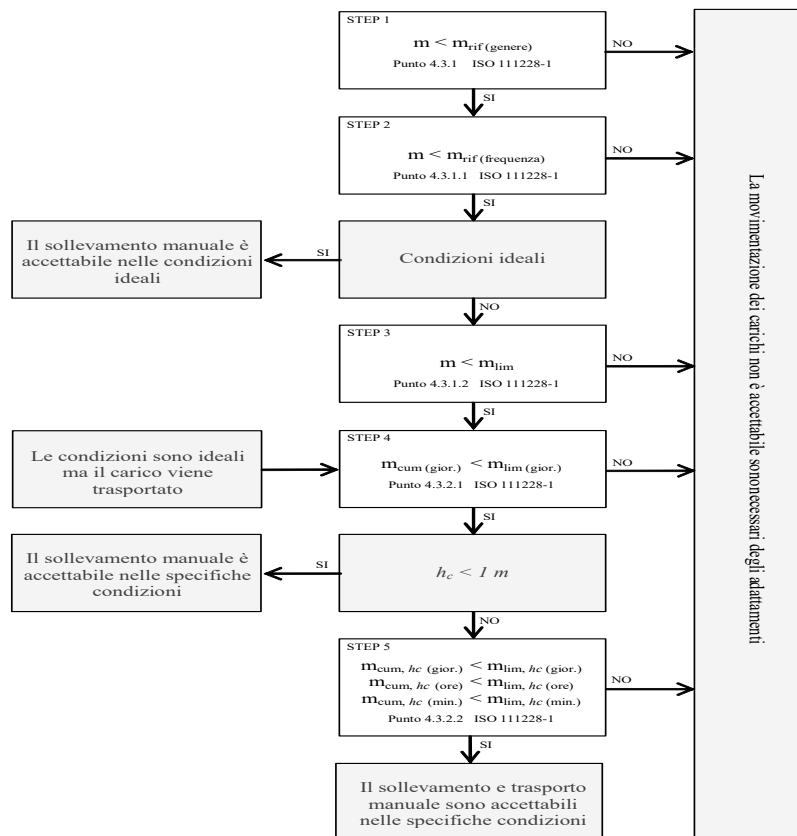 STEP 1
m < mrif (genere)
Punto 4.3.1 ISO 111228-1
NO
SI
STEP 2
m < mrif (frequenza)
Punto 4.3.1.1 ISO 111228-1
NO
SI
Il sollevamento manuale è
accettabile nelle condizioni
ideali
SI
Condizioni ideali
NO
STEP 3
m < mlim
Punto 4.3.1.2 ISO 111228-1
NO
SI
Le condizioni sono ideali
ma il carico viene
trasportato
STEP 4
mcum (gior.) < mlim (gior.)
Punto 4.3.2.1 ISO 111228-1
NO
SI
Il sollevamento manuale è
accettabile nelle specifiche
condizioni
SI
hc < 1 m
NO
STEP 5
mcum, hc (gior.) < mlim, hc (gior.)
mcum, hc (ore) < mlim, hc (ore)
mcum, hc (min.) < mlim, hc (min.)
Punto 4.3.2.2 ISO 111228-1
NO
SI
Il sollevamento e trasporto
manuale sono accettabili
nelle specifiche condizioni
La movimentazione dei carichi non è accettabile sononecessari degli adattamenti